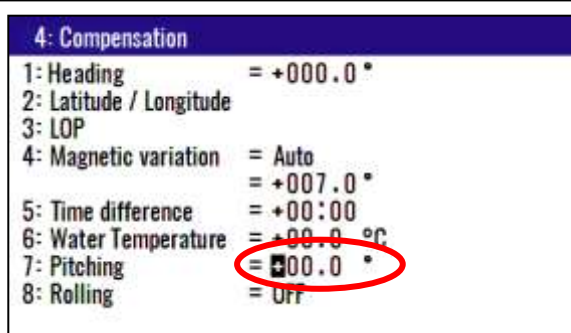 4: Compensation
1: Heading = +000.0°
2: Latitude / Longitude
3: LOP
4: Magnetic variation = Auto
= +007.0°
5: Time difference = +00:00
6: Water Temperature = +00.0 °C
7: Pitching = +00.0 °
8: Rolling = OFF